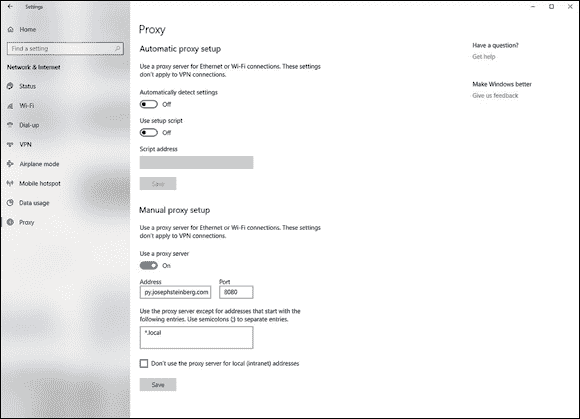 Settings
Home
Find a setting
Network & Internet
Status
Wi-Fi
Dial-up
VPN
Airplane mode
Mobile hotspot
Data usage
Proxy
Proxy
Automatic proxy setup
Use a proxy server for Ethernet or Wi-Fi connections. These settings
don't apply to VPN connections.
Automatically detect settings
Off
Use setup script
Off
Script address
Save
Manual proxy setup
Use a proxy server for Ethernet or Wi-Fi connections. These settings
don't apply to VPN connections.
Use a proxy server
On
Address Port
py.josephsteinberg.com 8080
Use the proxy server except for addresses that start with the
following entries. Use semicolons (;) to separate entries.
*.local
Don't use the proxy server for local (intranet) addresses
Save
Have a question?
Get help
Make Windows better
Give us feedback